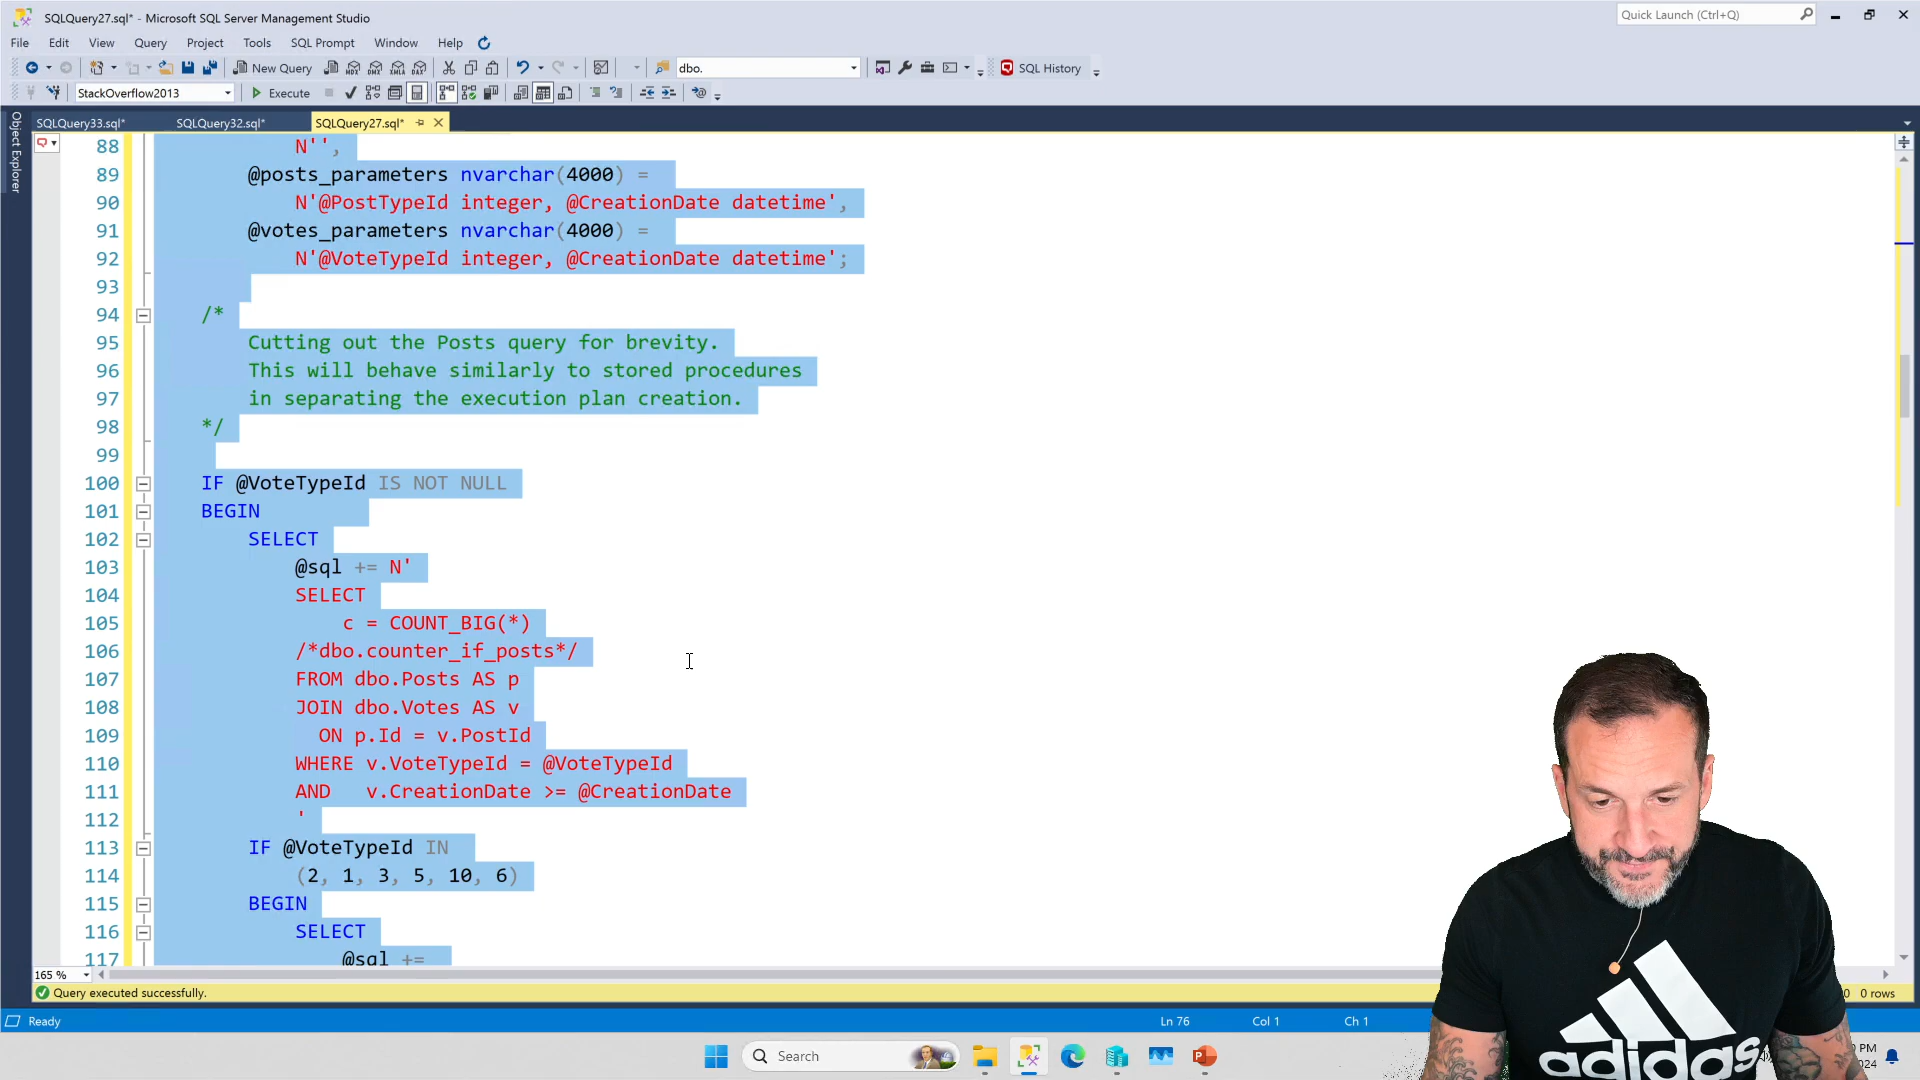 SQLQuery27.sql* - Microsoft SQL Server Management Studio
Quick Launch (Ctrl+Q)
File Edit View Query Project Tools SQL Prompt Window Help
New Query
MDX
DMX
XMLA
DAX
dbo.
SQL History
StackOverflow2013
Execute
Object Explorer
SQLQuery33.sql* SQLQuery32.sql* SQLQuery27.sql*
88 N'',
89 @posts_parameters nvarchar(4000) =
90 N'@PostTypeId integer, @CreationDate datetime',
91 @votes_parameters nvarchar(4000) =
92 N'@VoteTypeId integer, @CreationDate datetime';
93
94 /*
95 Cutting out the Posts query for brevity.
96 This will behave similarly to stored procedures
97 in separating the execution plan creation.
98 */
99
100 IF @VoteTypeId IS NOT NULL
101 BEGIN
102 SELECT
103 @sql += N'
104 SELECT
105 c = COUNT_BIG(*)
106 /*dbo.counter_if_posts*/
107 FROM dbo.Posts AS p
108 JOIN dbo.Votes AS v
109 ON p.Id = v.PostId
110 WHERE v.VoteTypeId = @VoteTypeId
111 AND v.CreationDate >= @CreationDate
112 '
113 IF @VoteTypeId IN
114 (2, 1, 3, 5, 10, 6)
115 BEGIN
116 SELECT
117 @sql +=
165 %
Query executed successfully.
0 0 rows
Ready
Ln 76 Col 1 Ch 1
Search
adidas